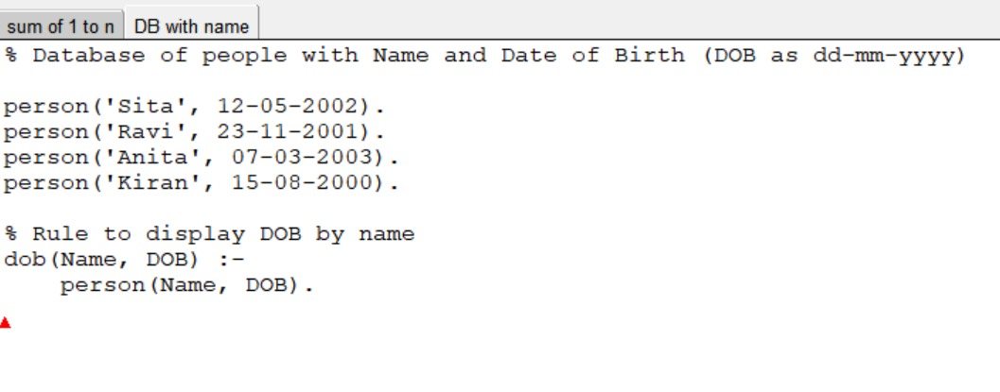 sum of 1 to n DB with name
% Database of people with Name and Date of Birth (DOB as dd-mm-yyyy)
person('Sita', 12-05-2002).
person('Ravi', 23-11-2001).
person('Anita', 07-03-2003).
person('Kiran', 15-08-2000).
% Rule to display DOB by name
dob(Name, DOB) :-
    person(Name, DOB).